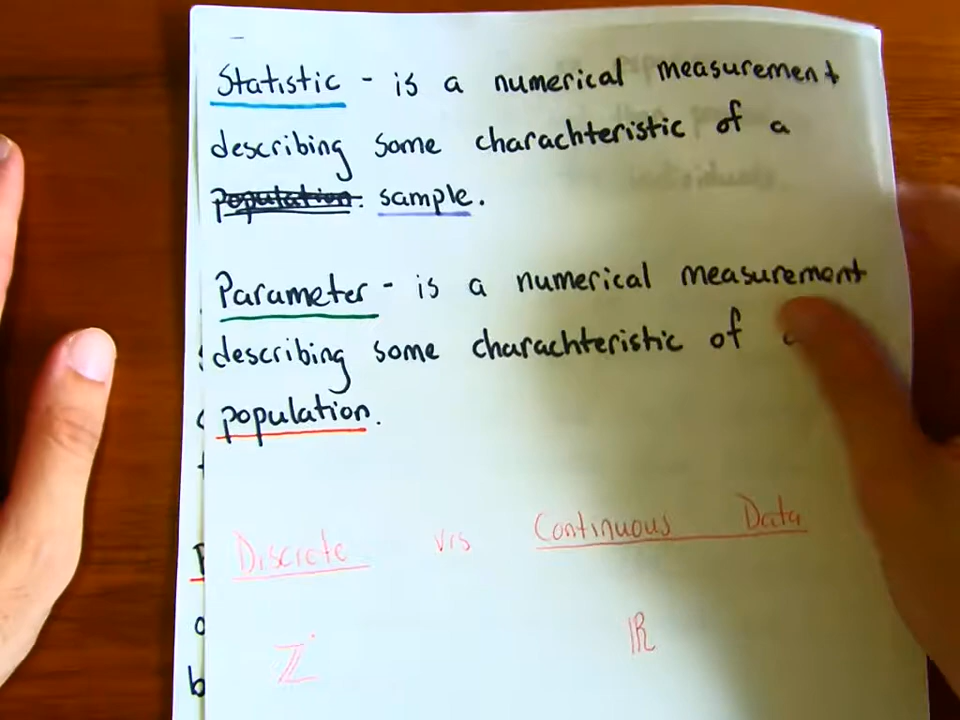 Statistic - is a numerical measurement
describing some charachteristic of a
population. sample.
Parameter - is a numerical measurement
describing some charachteristic of a
population.
Discrete v/s Continuous Data
ℤ ℝ